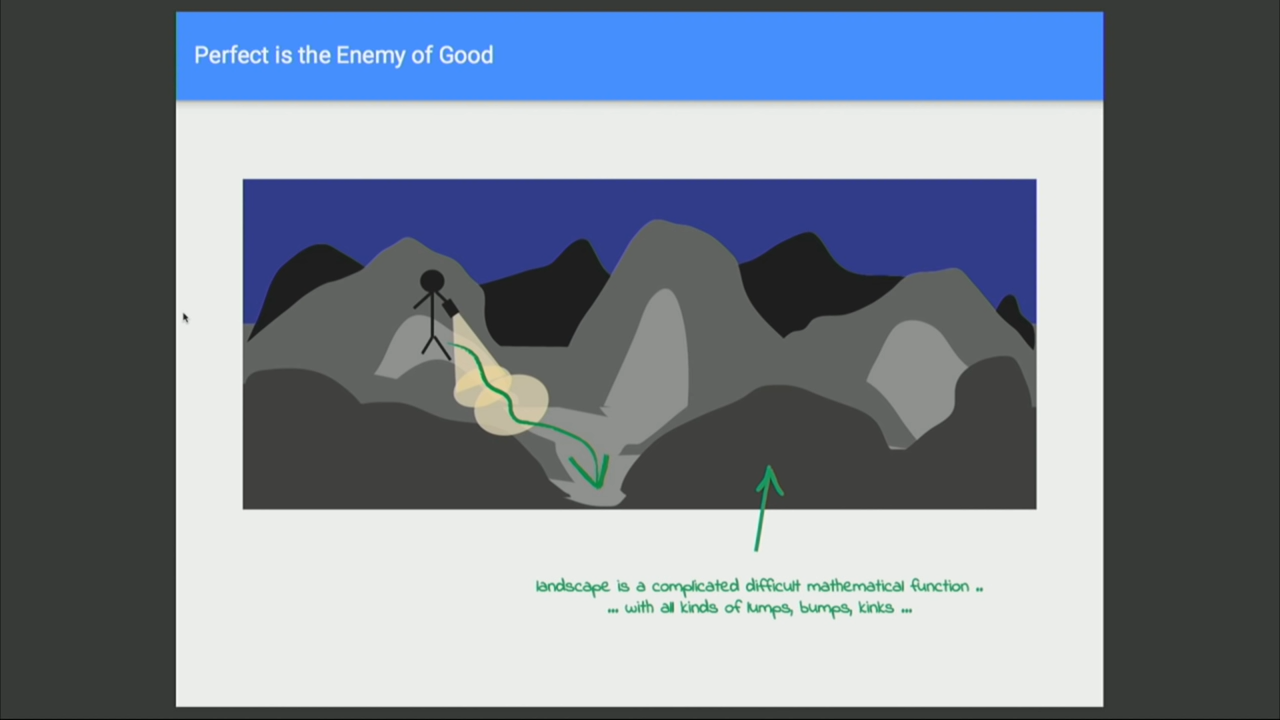 Perfect is the Enemy of Good
landscape is a complicated difficult mathematical function ..
... with all kinds of lumps, bumps, kinks ...